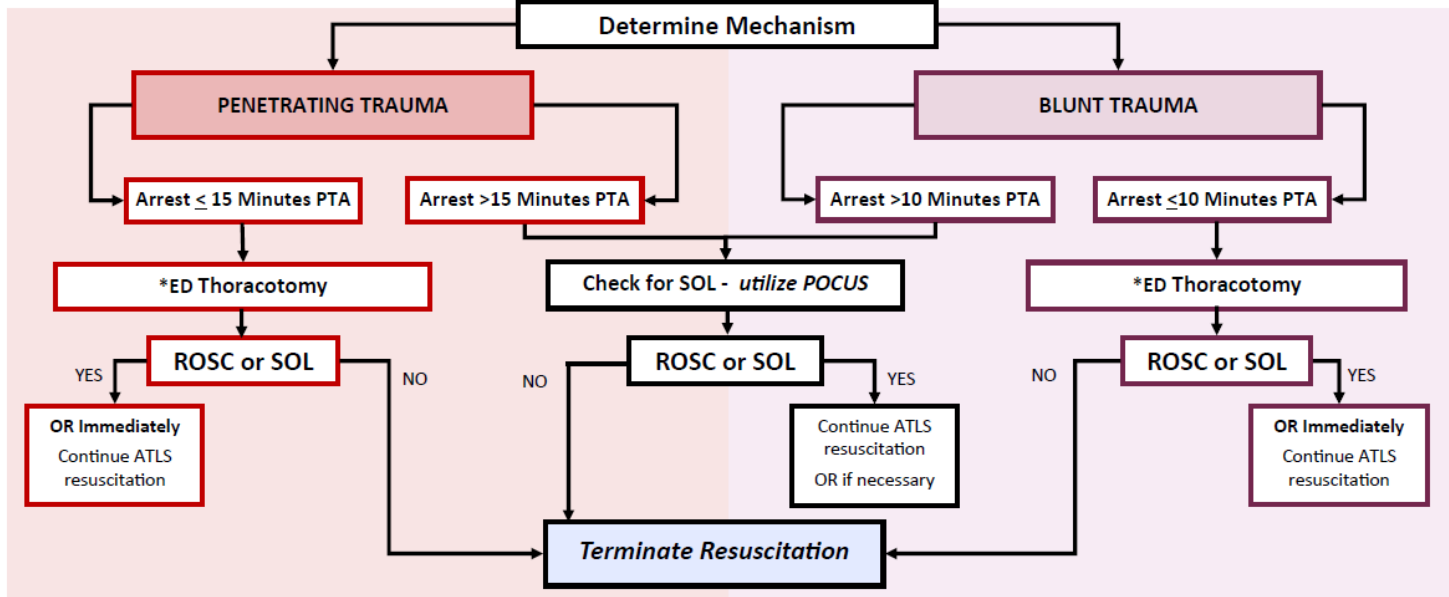 Determine Mechanism
PENETRATING TRAUMA
BLUNT TRAUMA
Arrest ≤ 15 Minutes PTA
Arrest >15 Minutes PTA
Arrest >10 Minutes PTA
Arrest ≤10 Minutes PTA
*ED Thoracotomy
Check for SOL - utilize POCUS
*ED Thoracotomy
ROSC or SOL
ROSC or SOL
ROSC or SOL
YES
NO
NO
YES
NO
YES
OR Immediately
Continue ATLS
resuscitation
Continue ATLS
resuscitation
OR if necessary
OR Immediately
Continue ATLS
resuscitation
Terminate Resuscitation